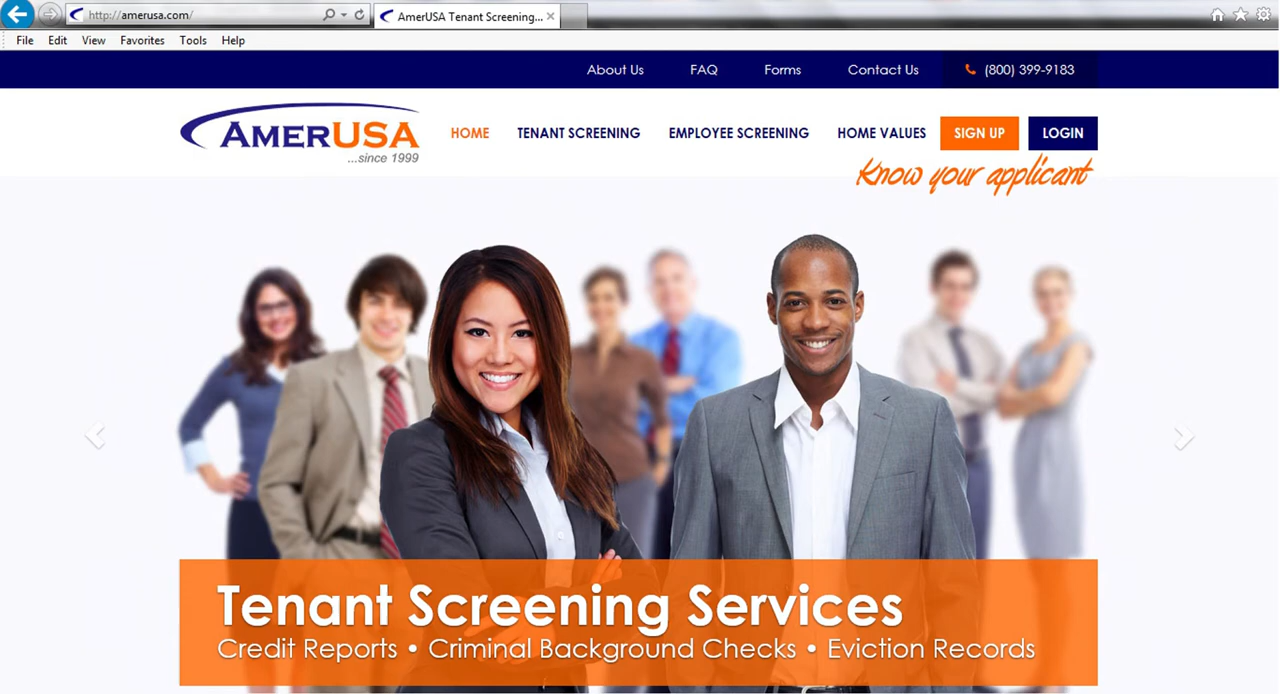 http://amerusa.com/
AmerUSA Tenant Screening...
File Edit View Favorites Tools Help
About Us FAQ Forms Contact Us (800) 399-9183
AMERUSA
...since 1999
HOME TENANT SCREENING EMPLOYEE SCREENING HOME VALUES SIGN UP LOGIN
Know your applicant
Tenant Screening Services
Credit Reports • Criminal Background Checks • Eviction Records